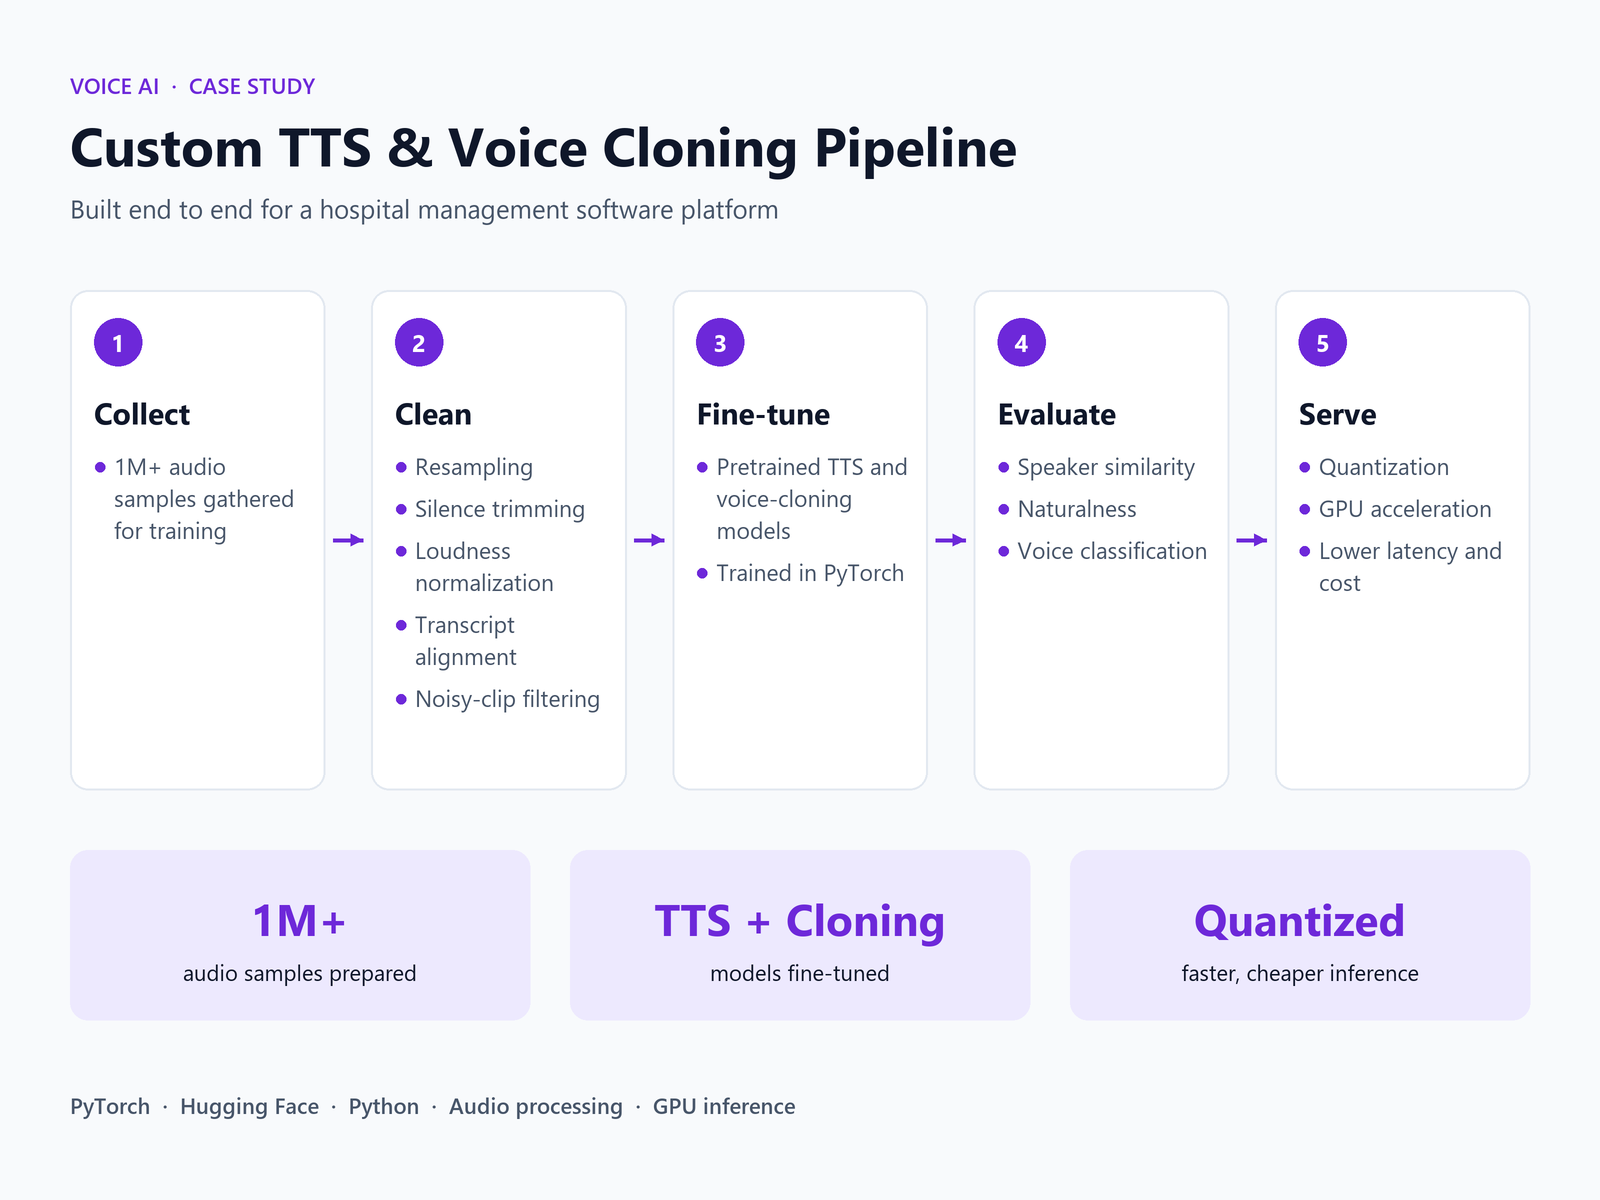 VOICE AI · CASE STUDY
Custom TTS & Voice Cloning Pipeline
Built end to end for a hospital management software platform
1
Collect
1M+ audio
samples gathered
for training
2
Clean
Resampling
Silence trimming
Loudness
normalization
Transcript
alignment
Noisy-clip filtering
3
Fine-tune
Pretrained TTS and
voice-cloning
models
Trained in PyTorch
4
Evaluate
Speaker similarity
Naturalness
Voice classification
5
Serve
Quantization
GPU acceleration
Lower latency and
cost
1M+
audio samples prepared
TTS + Cloning
models fine-tuned
Quantized
faster, cheaper inference
PyTorch · Hugging Face · Python · Audio processing · GPU inference